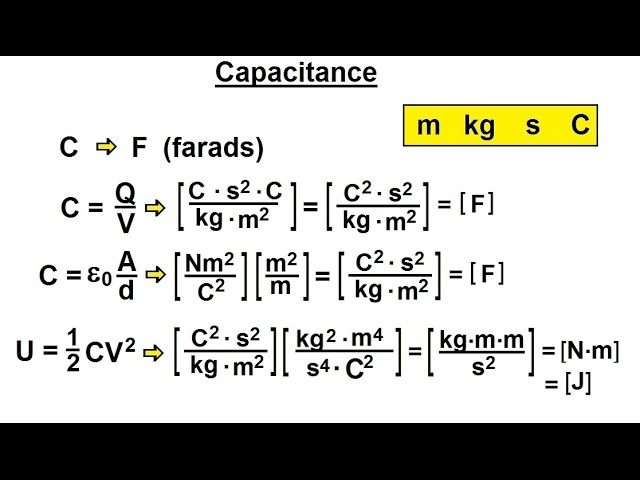 Capacitance
m kg s C
C ⇨ F (farads)
C = Q/V ⇨ [C · s² · C / kg · m²] = [C² · s² / kg · m²] = [F]
C = ε₀ A/d ⇨ [Nm²/C²] [m²/m] = [C² · s² / kg · m²] = [F]
U = 1/2 CV² ⇨ [C² · s² / kg · m²] [kg² · m⁴ / s⁴ · C²] = [kg·m·m / s²] = [N·m]
= [J]